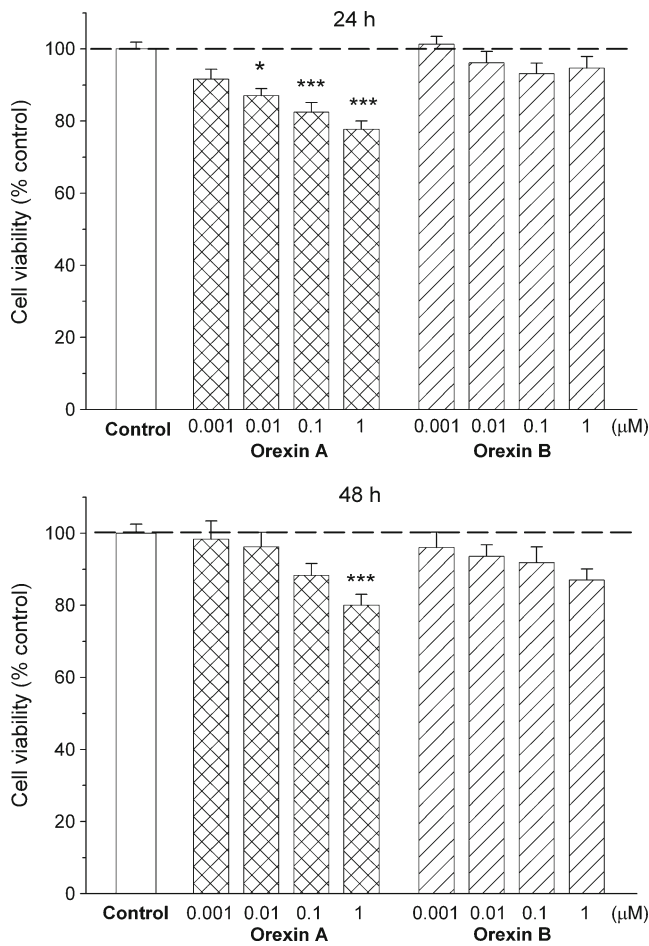 24 h
Cell viability (% control)
100
80
60
40
20
0
*
***
***
Control
0.001 0.01 0.1 1 0.001 0.01 0.1 1 (μM)
Orexin A Orexin B
48 h
Cell viability (% control)
100
80
60
40
20
0
***
Control 0.001 0.01 0.1 1 0.001 0.01 0.1 1 (μM)
Orexin A Orexin B